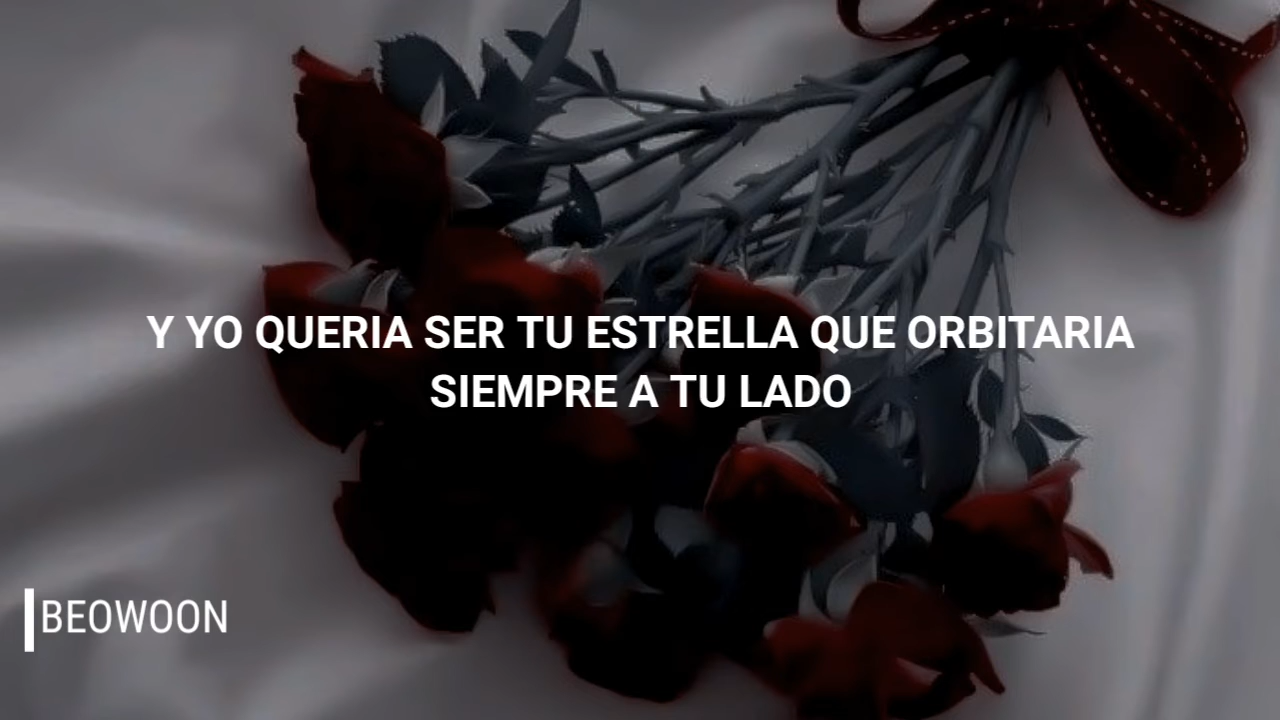 Y YO QUERIA SER TU ESTRELLA QUE ORBITARIA
SIEMPRE A TU LADO
BEOWOON